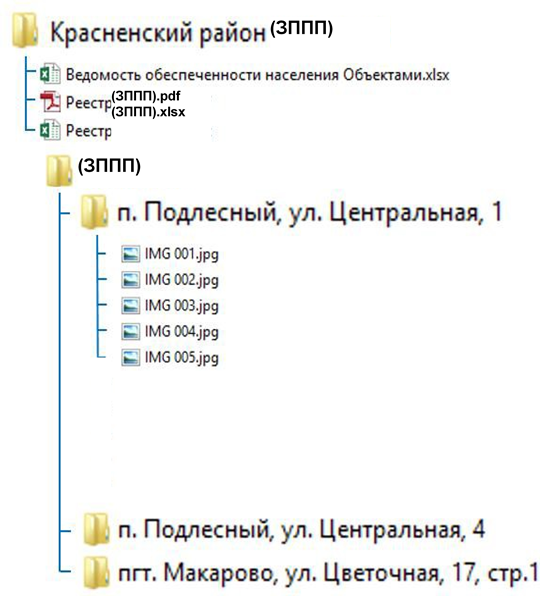 Красненский район (ЗППП)
Ведомость обеспеченности населения Объектами.xlsx
Реестр (ЗППП).pdf
(ЗППП).xlsx
Реестр
(ЗППП)
п. Подлесный, ул. Центральная, 1
IMG 001.jpg
IMG 002.jpg
IMG 003.jpg
IMG 004.jpg
IMG 005.jpg
п. Подлесный, ул. Центральная, 4
пгт. Макарово, ул. Цветочная, 17, стр.1